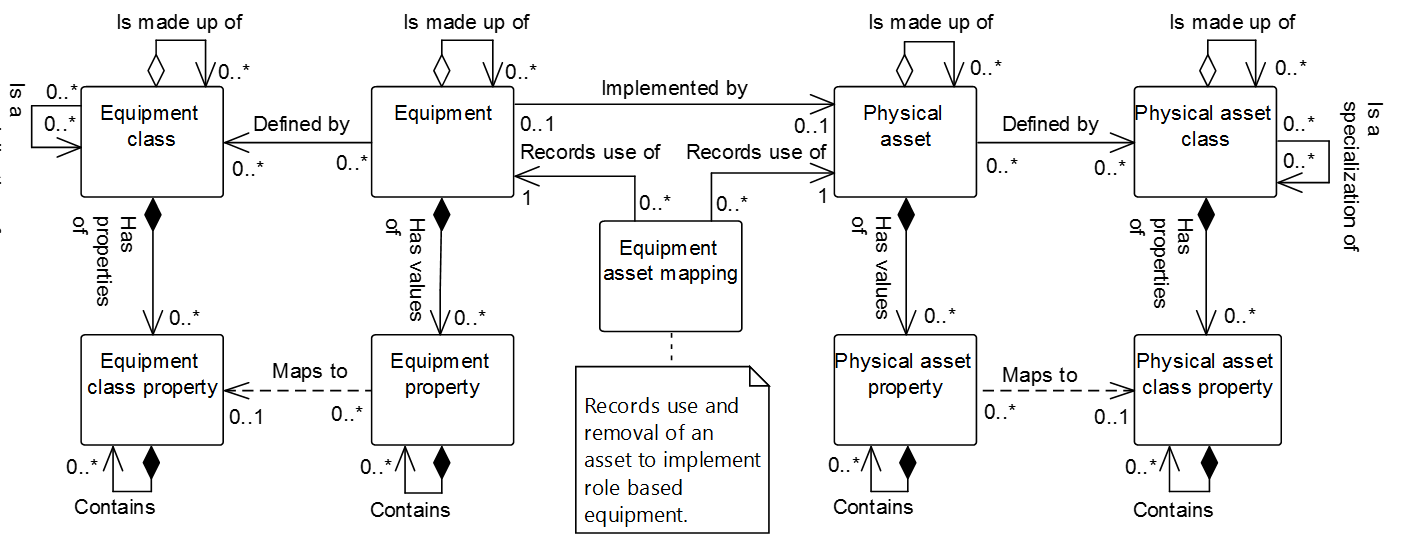 Is made up of
Is made up of
Is made up of
Is made up of
0..*
0..*
0..*
0..*
Is a
0..*
0..*
Equipment
class
Defined by
0..*
0..*
Equipment
Implemented by
0..1
0..1
Physical
asset
Defined by
0..*
0..*
Physical asset
class
0..*
0..*
Is a
specialization of
Records use of
1
0..*
Records use of
1
0..*
Equipment
asset mapping
Has
properties
of
0..*
Has values
of
0..*
Has values
of
0..*
Has
properties
of
0..*
Equipment
class property
Maps to
0..1
0..*
Equipment
property
Physical asset
property
Maps to
0..*
0..1
Physical asset
class property
Records use and
removal of an
asset to implement
role based
equipment.
0..*
Contains
0..*
Contains
0..*
Contains
0..*
Contains